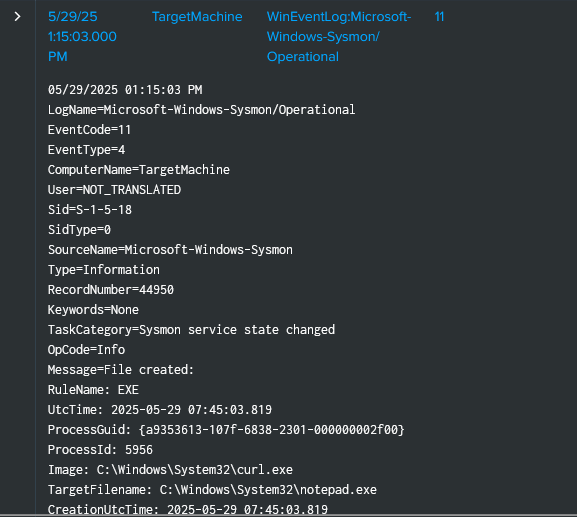 5/29/25 TargetMachine WinEventLog:Microsoft- 11
1:15:03.000 Windows-Sysmon/
PM Operational
05/29/2025 01:15:03 PM
LogName=Microsoft-Windows-Sysmon/Operational
EventCode=11
EventType=4
ComputerName=TargetMachine
User=NOT_TRANSLATED
Sid=S-1-5-18
SidType=0
SourceName=Microsoft-Windows-Sysmon
Type=Information
RecordNumber=44950
Keywords=None
TaskCategory=Sysmon service state changed
OpCode=Info
Message=File created:
RuleName: EXE
UtcTime: 2025-05-29 07:45:03.819
ProcessGuid: {a9353613-107f-6838-2301-000000002f00}
ProcessId: 5956
Image: C:\Windows\System32\curl.exe
TargetFilename: C:\Windows\System32\notepad.exe
CreationUtcTime: 2025-05-29 07:45:03.819